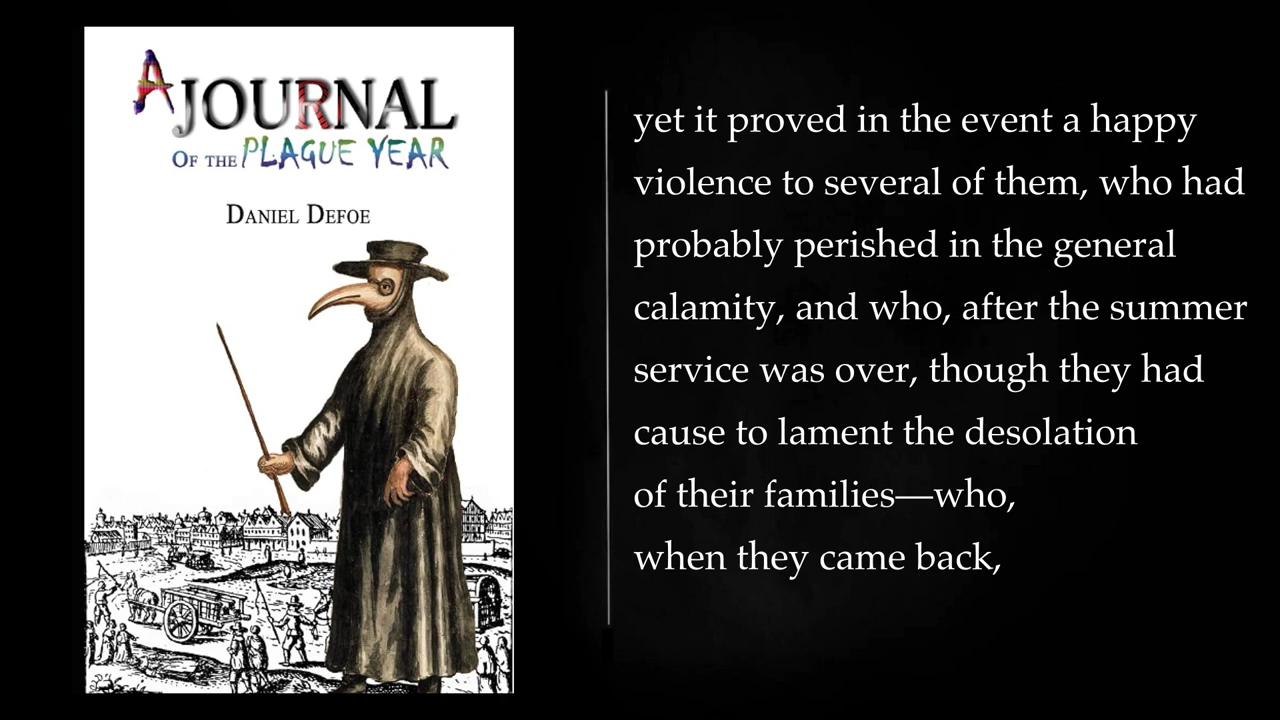 A JOURNAL
OF THE PLAGUE YEAR
DANIEL DEFOE
yet it proved in the event a happy
violence to several of them, who had
probably perished in the general
calamity, and who, after the summer
service was over, though they had
cause to lament the desolation
of their families—who,
when they came back,